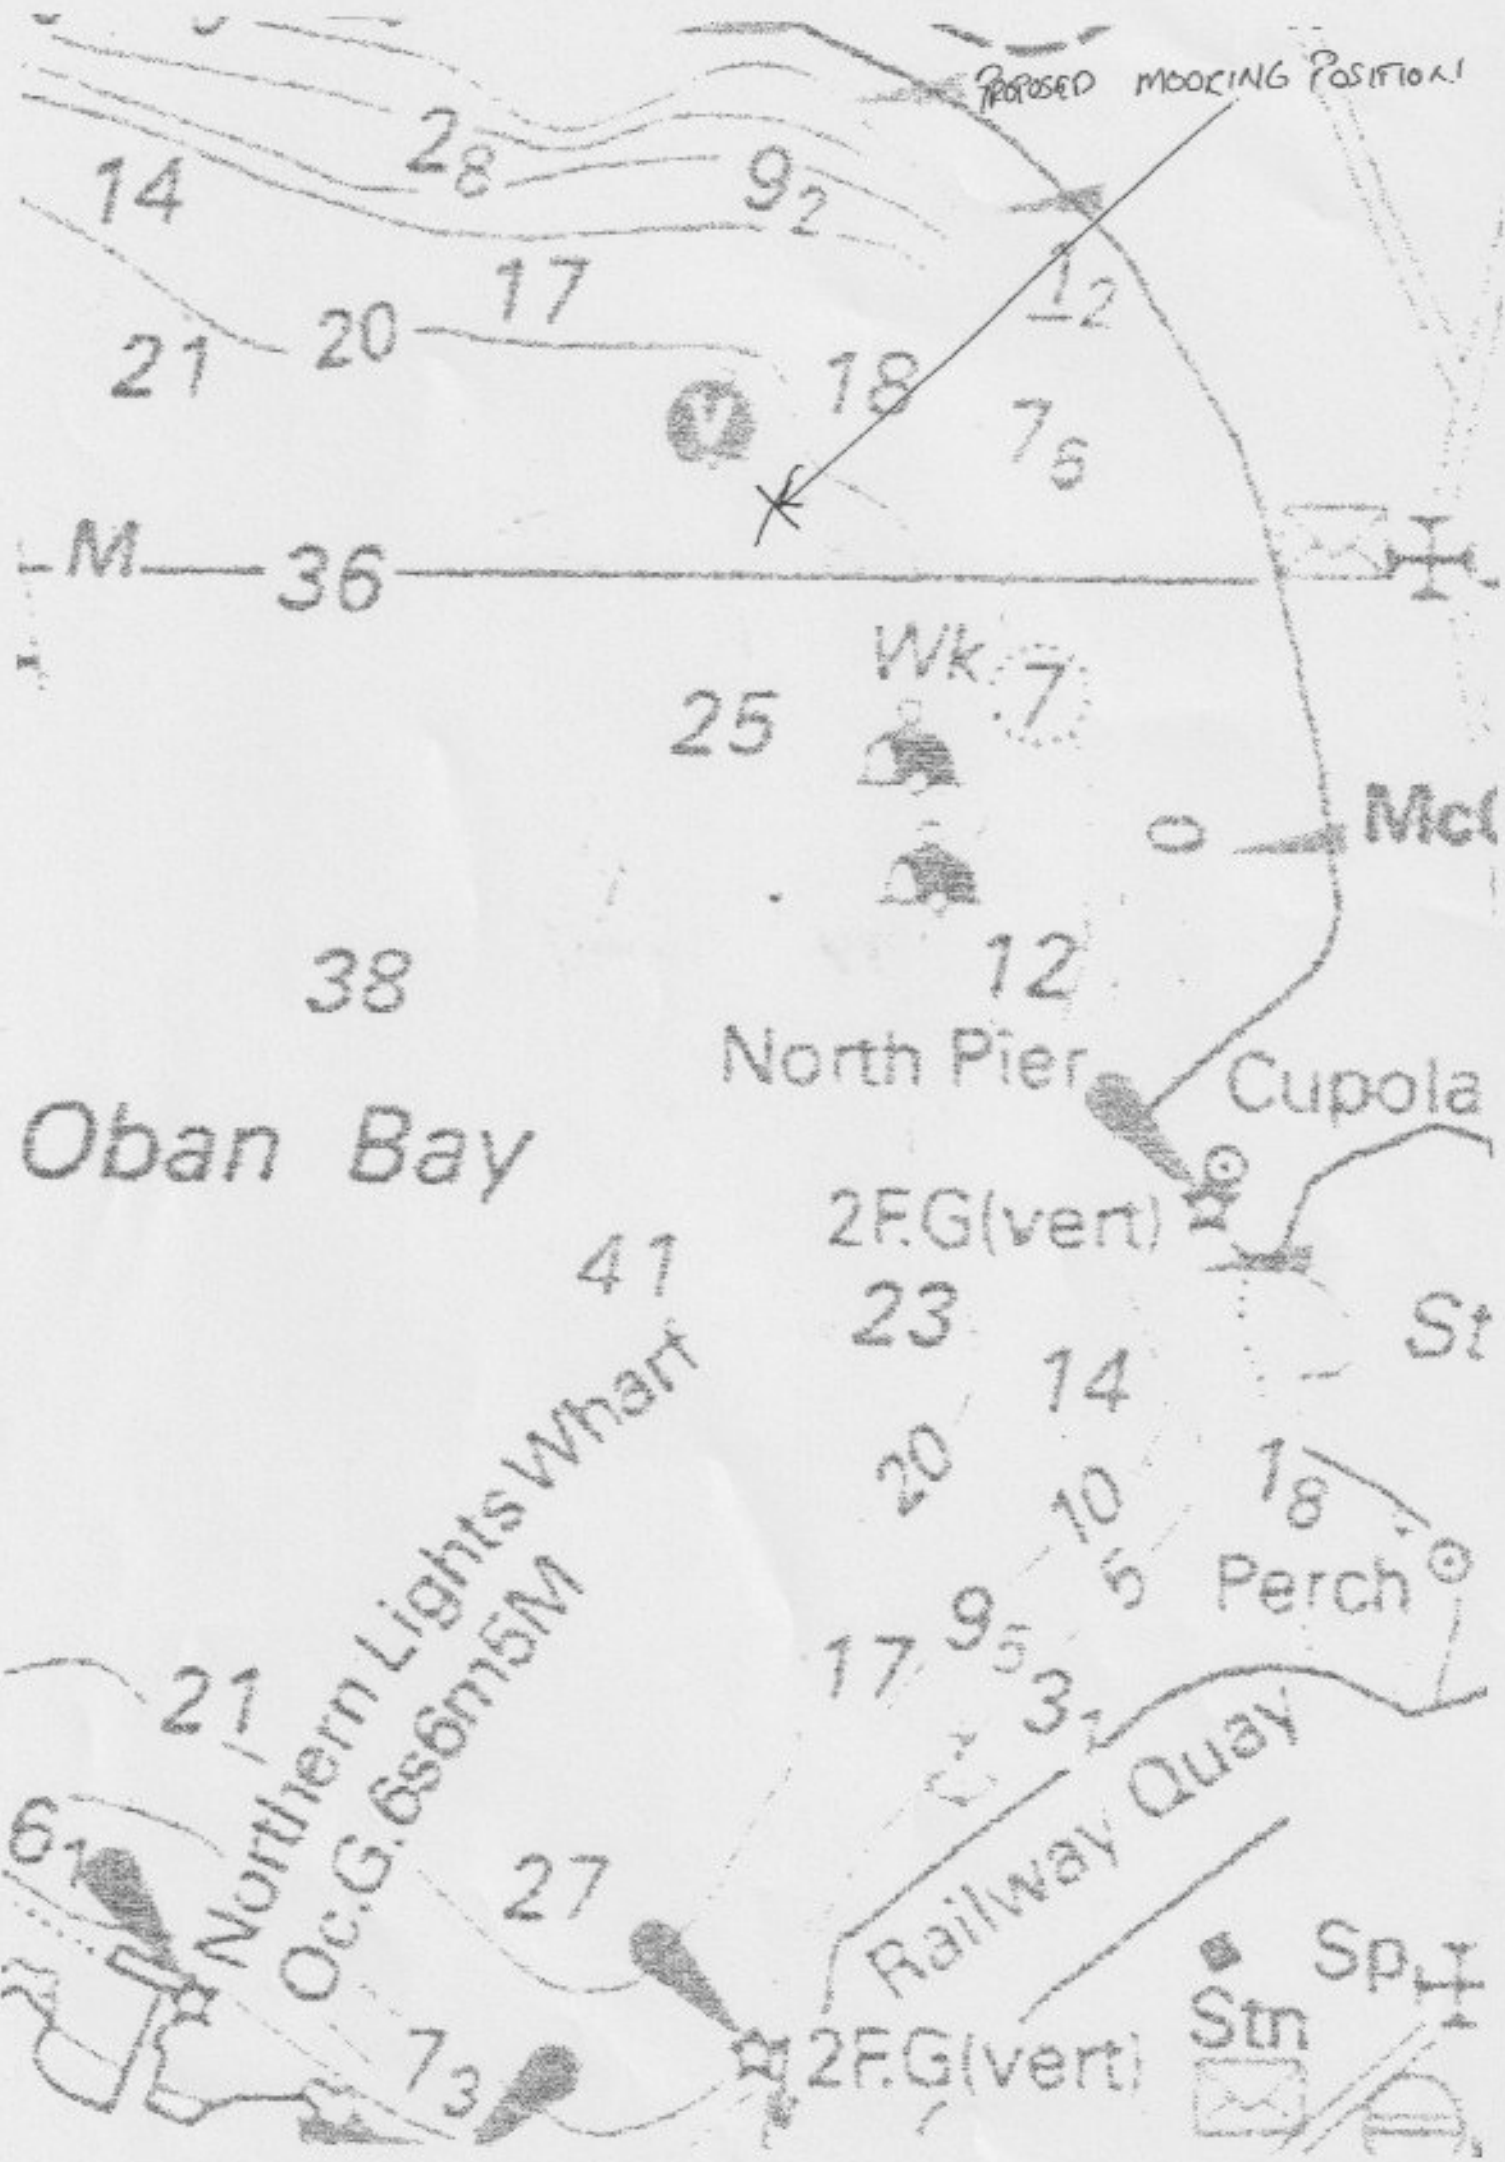 PROPOSED MOORING POSITION
2₈
14
9₂
17
1₂
20
21
18
V
7₆
M
36
Wk
7
25
McC
12
38
North Pier
Cupola
Oban Bay
2F.G(vert)
41
23
St
14
20
10
18
5
Perch
9₅
17
3₁
21
Northern Lights Wharf
Oc.G.6s6m5M
Railway Quay
6₁
27
Sp
Stn
7₃
2F.G(vert)